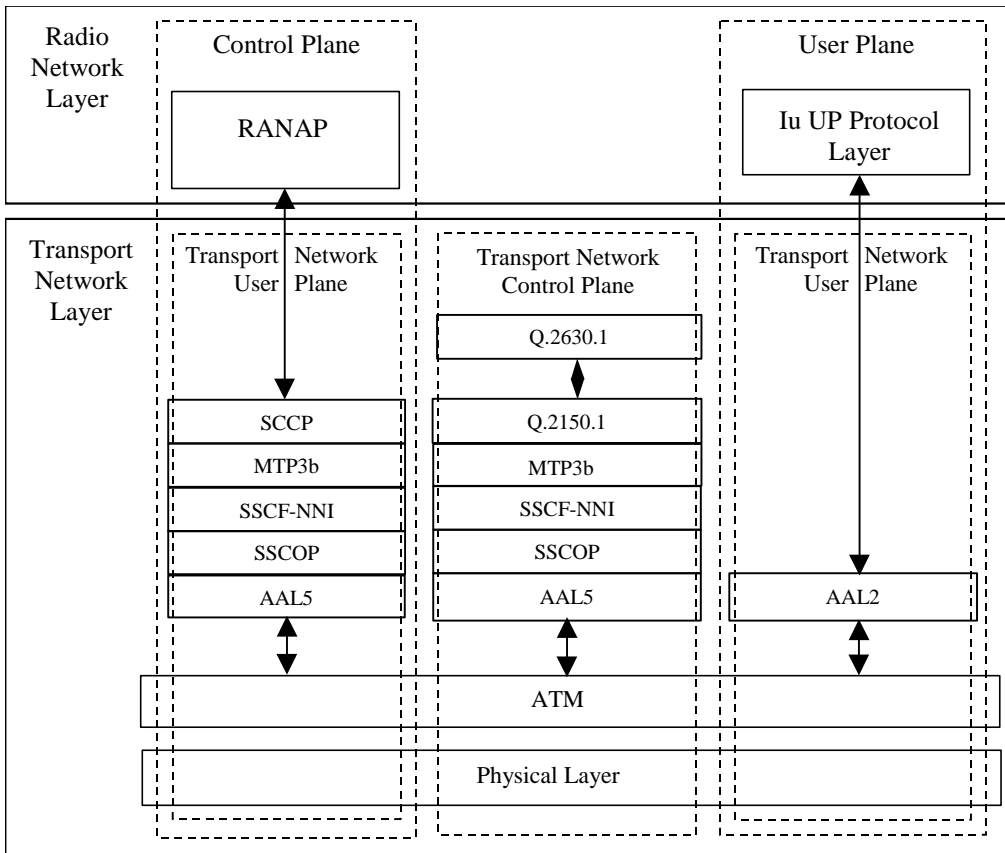 Radio
Network
Layer
Control Plane
User Plane
RANAP
Iu UP Protocol
Layer
Transport
Network
Layer
Transport Network
User Plane
Transport Network
Control Plane
Transport Network
User Plane
Q.2630.1
SCCP
MTP3b
SSCF-NNI
SSCOP
AAL5
Q.2150.1
MTP3b
SSCF-NNI
SSCOP
AAL5
AAL2
ATM
Physical Layer